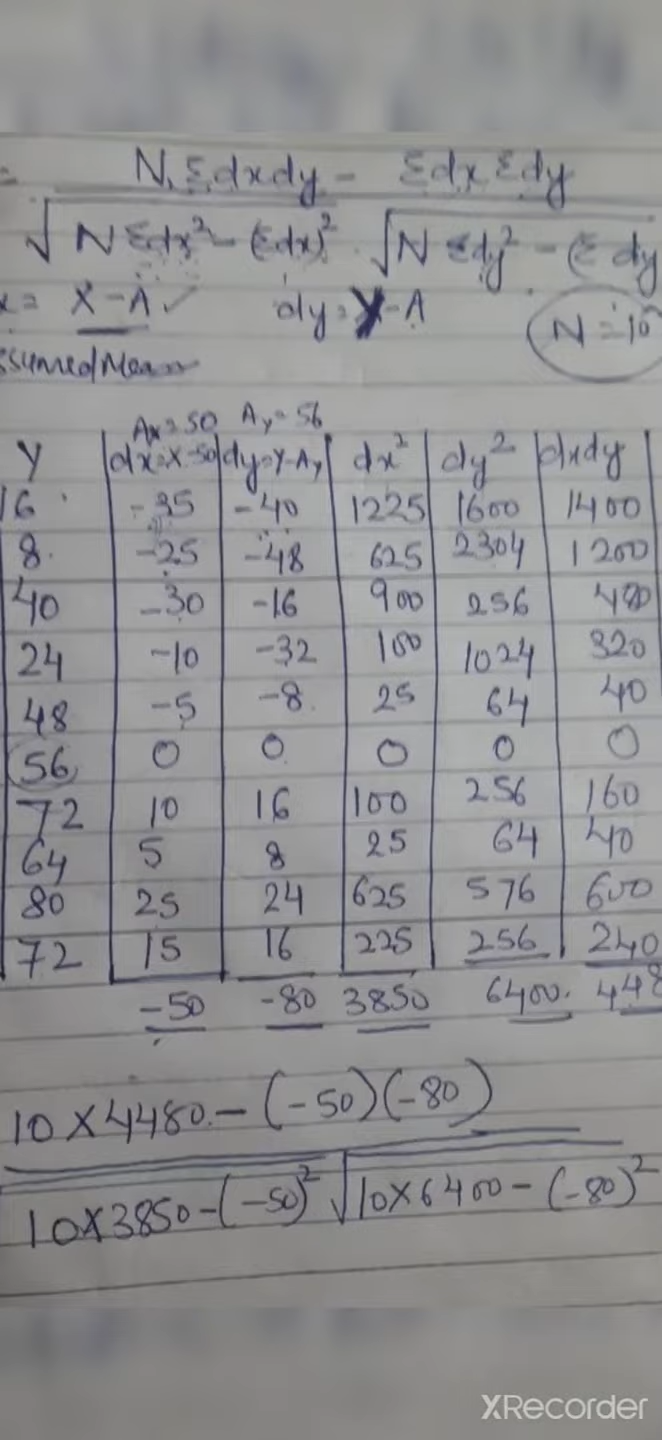 = N Σdxdy - Σdx Σdy
√NΣdx² - (Σdx)² √NΣdy² - (Σdy
x = X - A ✓ dy = Y - A N = 10
ssumed Mean
Ax = 50 Ay = 56
Y dx=X-50 dy=Y-Ay dx² dy² dxdy
16 -35 -40 1225 1600 1400
8 -25 -48 625 2304 1200
40 -30 -16 900 256 480
24 -10 -32 100 1024 320
48 -5 -8 25 64 40
56 0 0 0 0 0
72 10 16 100 256 160
64 5 8 25 64 40
80 25 24 625 576 600
72 15 16 225 256 240
-50 -80 3850 6400 448
10×4480 - (-50)(-80)
10×3850-(-50)² √10×6400-(-80)²
XRecorder